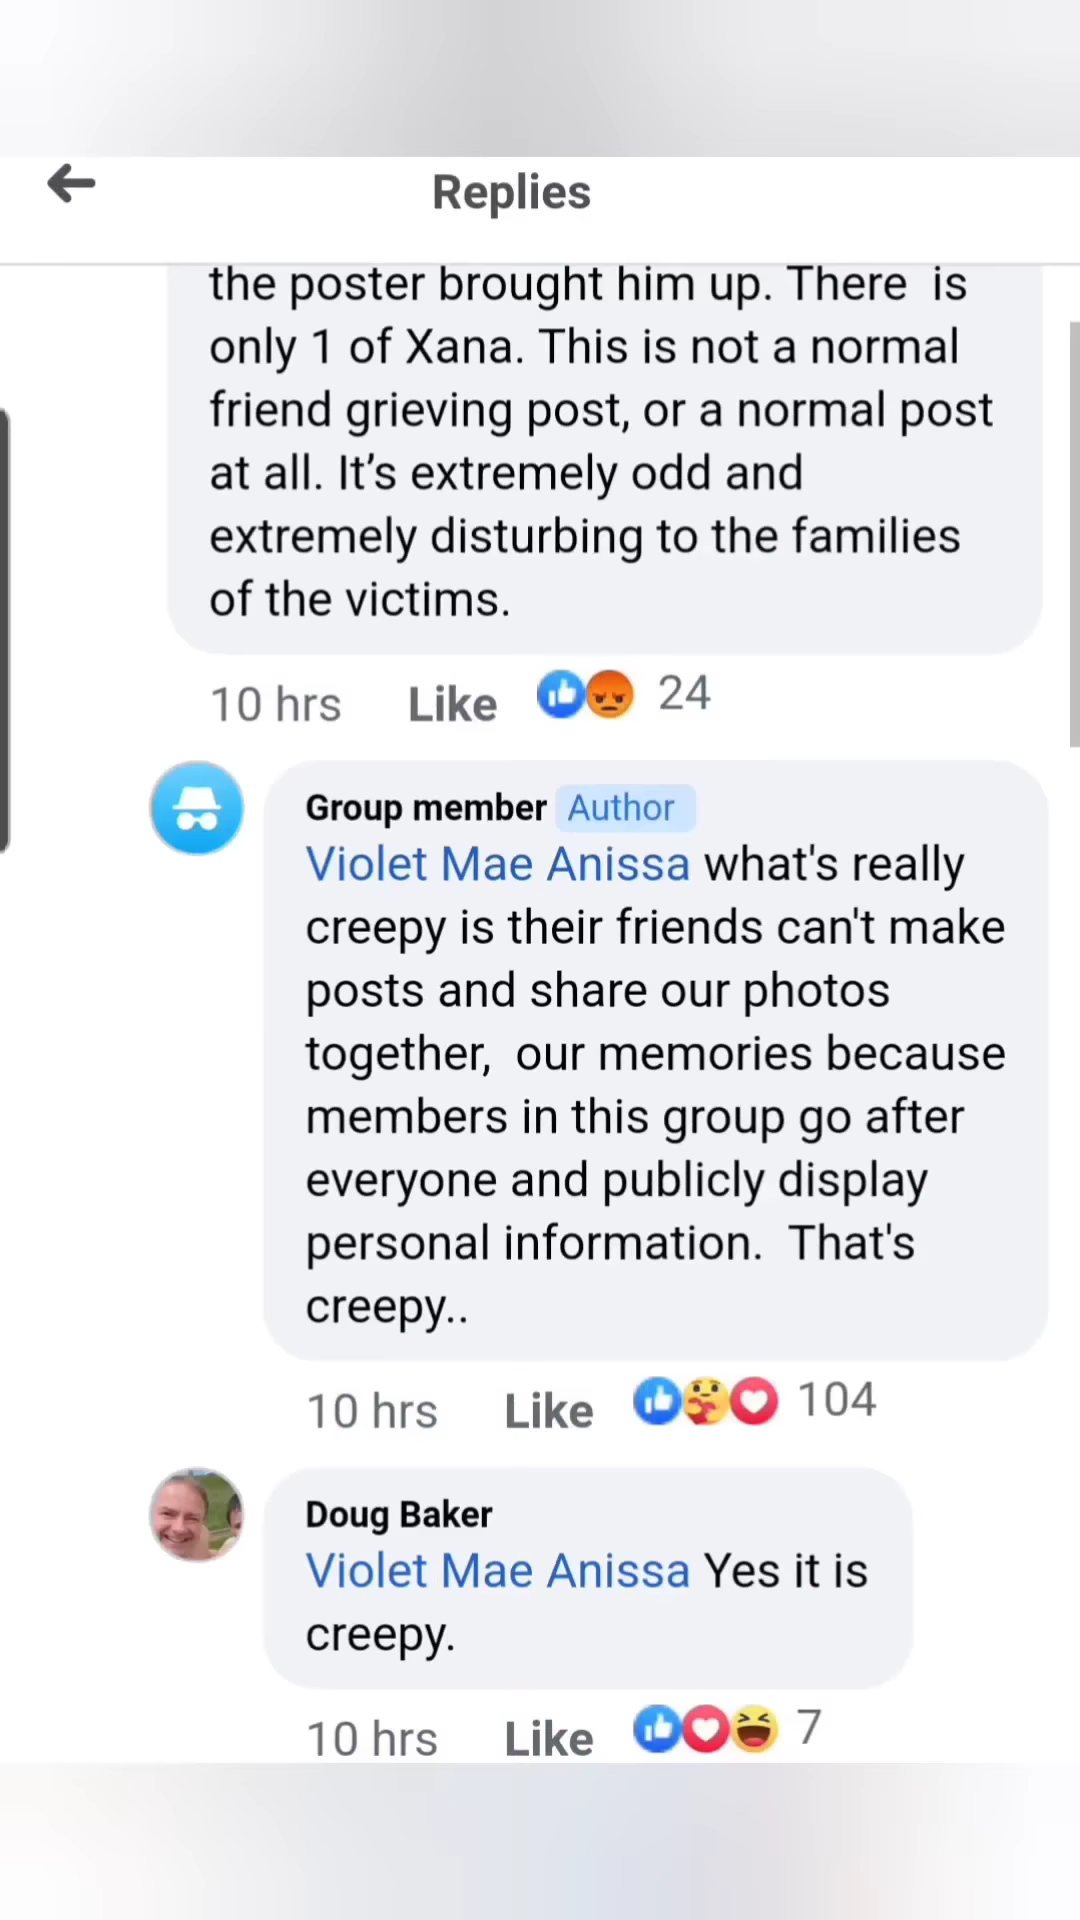 Replies
the poster brought him up. There is
only 1 of Xana. This is not a normal
friend grieving post, or a normal post
at all. It’s extremely odd and
extremely disturbing to the families
of the victims.
10 hrs Like 24
Group member Author
Violet Mae Anissa what's really
creepy is their friends can't make
posts and share our photos
together, our memories because
members in this group go after
everyone and publicly display
personal information. That's
creepy..
10 hrs Like 104
Doug Baker
Violet Mae Anissa Yes it is
creepy.
10 hrs Like 7